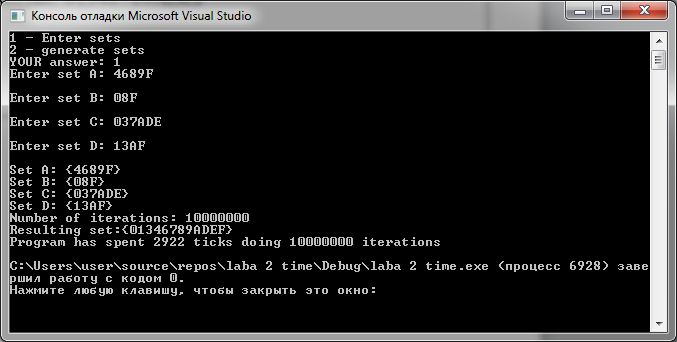 Консоль отладки Microsoft Visual Studio
1 - Enter sets
2 - generate sets
YOUR answer: 1
Enter set A: 4689F
Enter set B: 08F
Enter set C: 037ADE
Enter set D: 13AF
Set A: {4689F}
Set B: {08F}
Set C: {037ADE}
Set D: {13AF}
Number of iterations: 10000000
Resulting set:{01346789ADEF}
Program has spent 2922 ticks doing 10000000 iterations
C:\Users\user\source\repos\laba 2 time\Debug\laba 2 time.exe (процесс 6928) заве
ршил работу с кодом 0.
Нажмите любую клавишу, чтобы закрыть это окно: